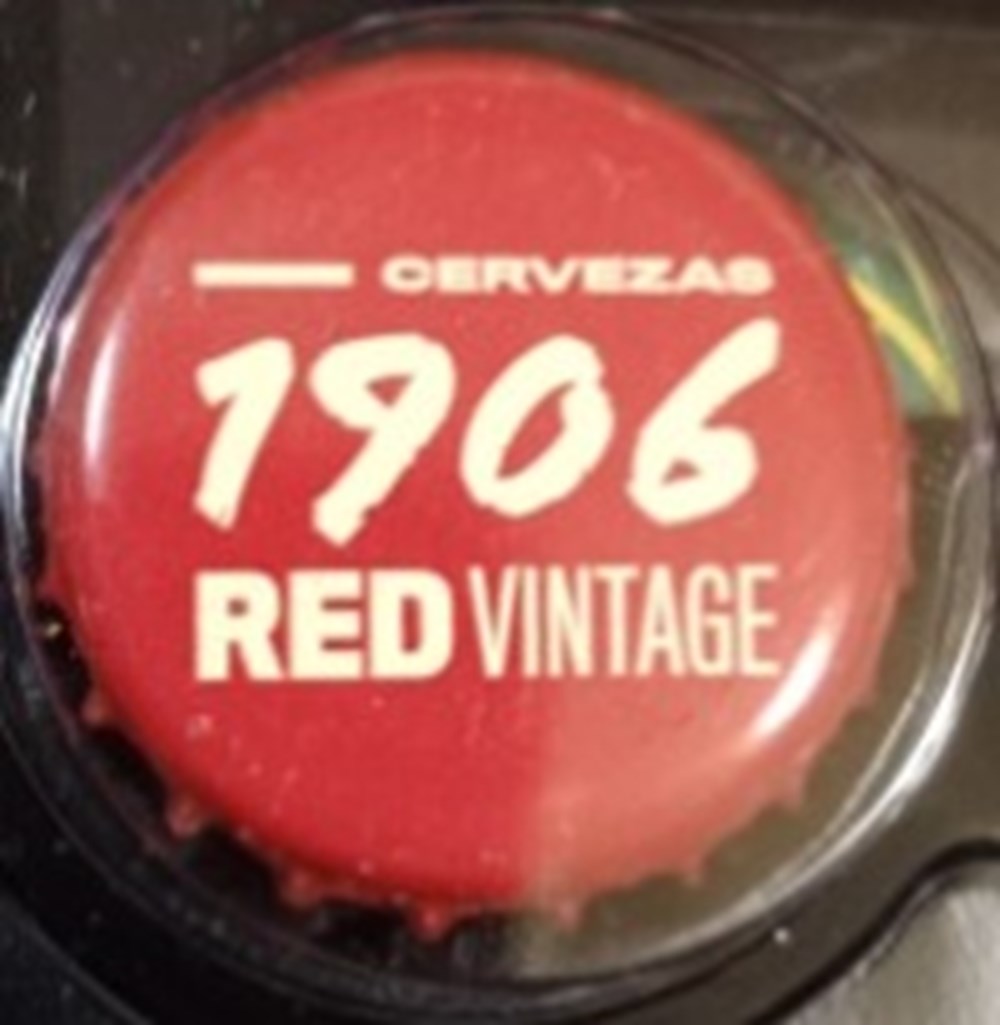 CERVEZAS
1906
RED VINTAGE